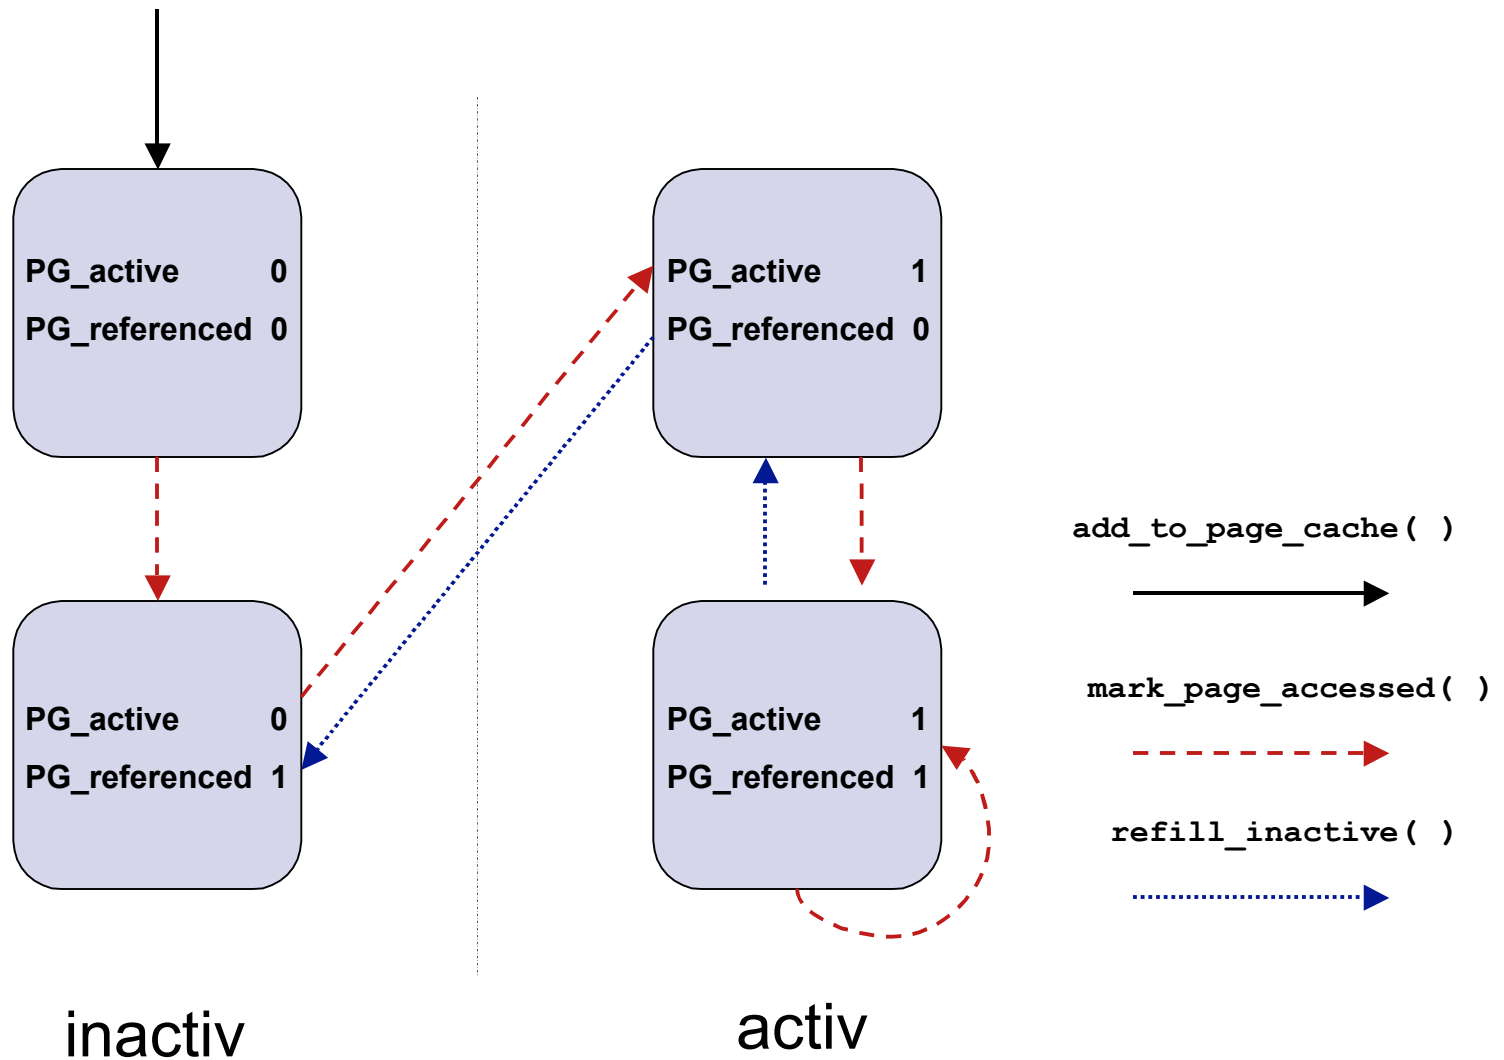 PG_active 0
PG_referenced 0
PG_active 1
PG_referenced 0
PG_active 0
PG_referenced 1
PG_active 1
PG_referenced 1
add_to_page_cache( )
mark_page_accessed( )
refill_inactive( )
inactiv
activ